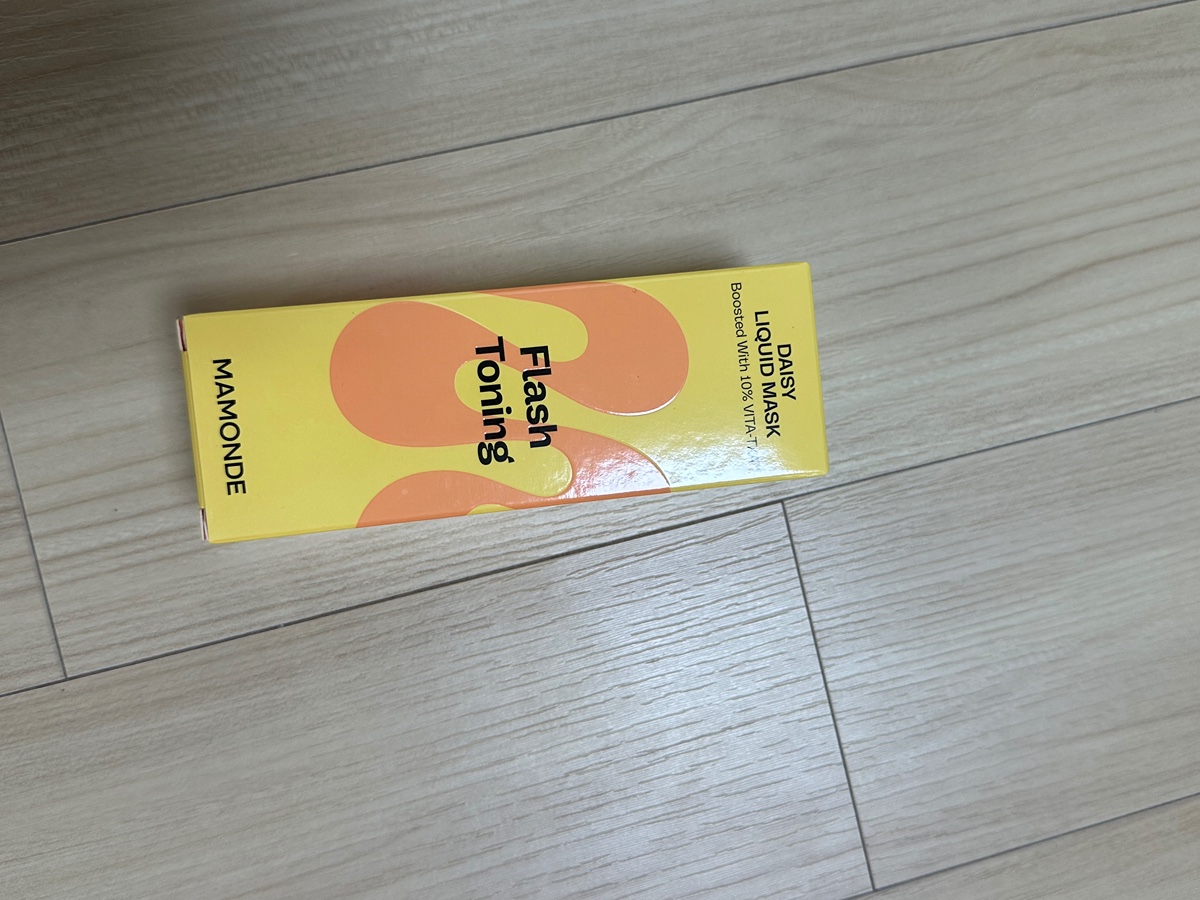 DAISY
LIQUID MASK
Boosted With 10% VITA-
Flash
Toning
MAMONDE